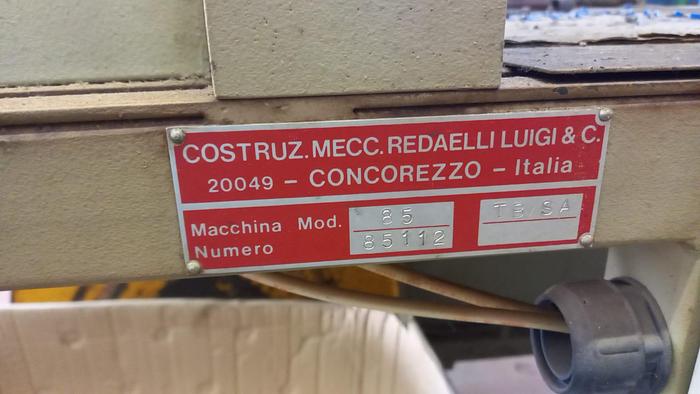 COSTRUZ. MECC. REDAELLI LUIGI & C.
20049 - CONCOREZZO - Italia
Macchina Mod. 85 TB/SA
Numero 85112